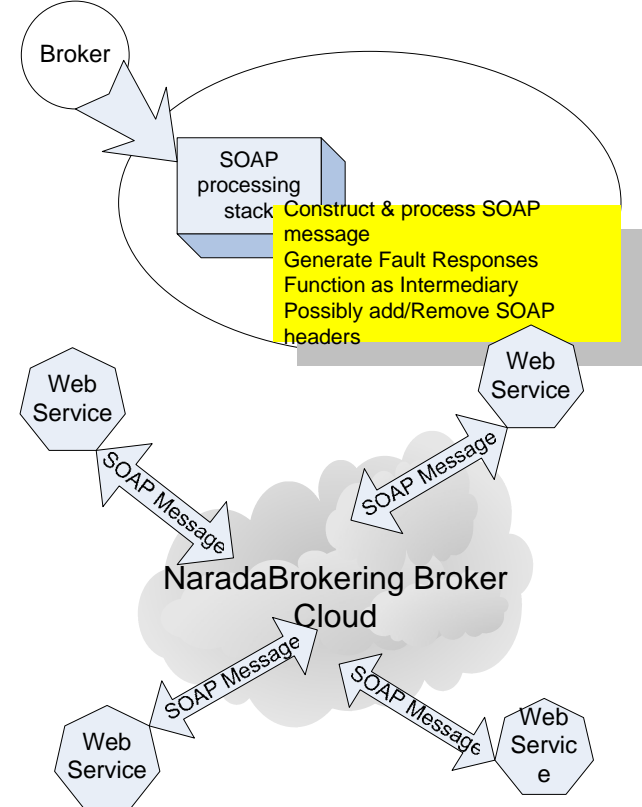 Broker
SOAP
processing
stack
Construct & process SOAP
message
Generate Fault Responses
Function as Intermediary
Possibly add/Remove SOAP
headers
Web
Service
Web
Service
SOAP Message
SOAP Message
NaradaBrokering Broker
Cloud
SOAP Message
SOAP Message
Web
Service
Web
Servic
e